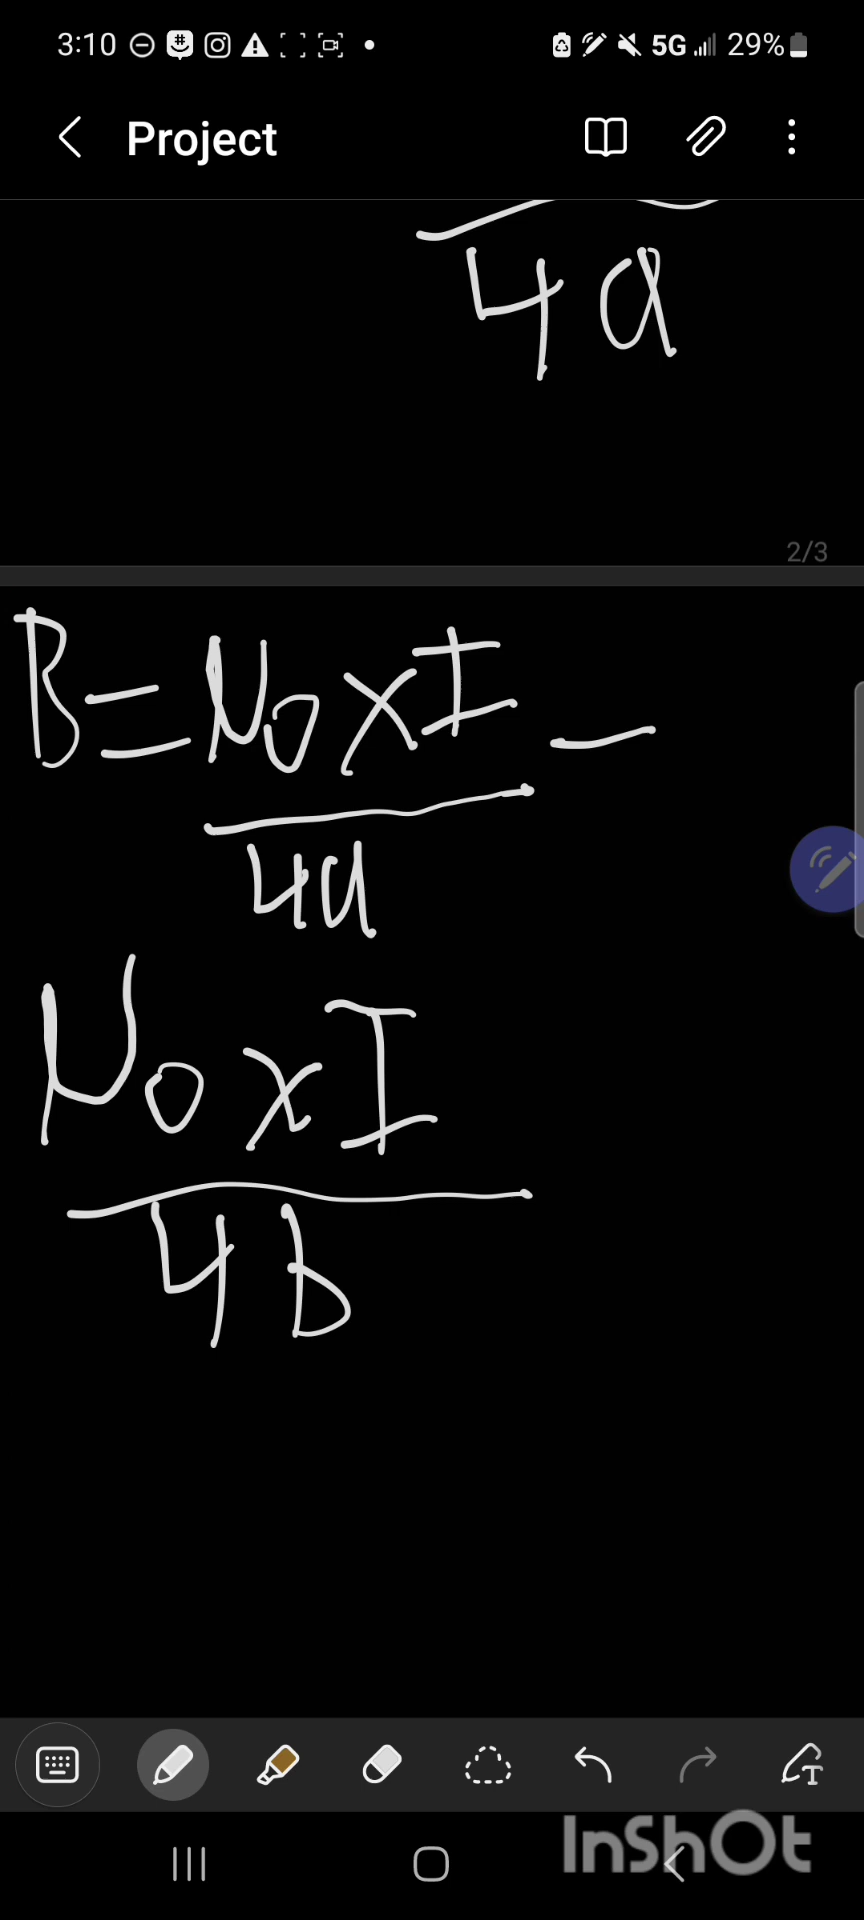 3:10 5G 29%
Project
4a
2/3
B=μ₀xI -
4a
μ₀xI
4b
InShOt